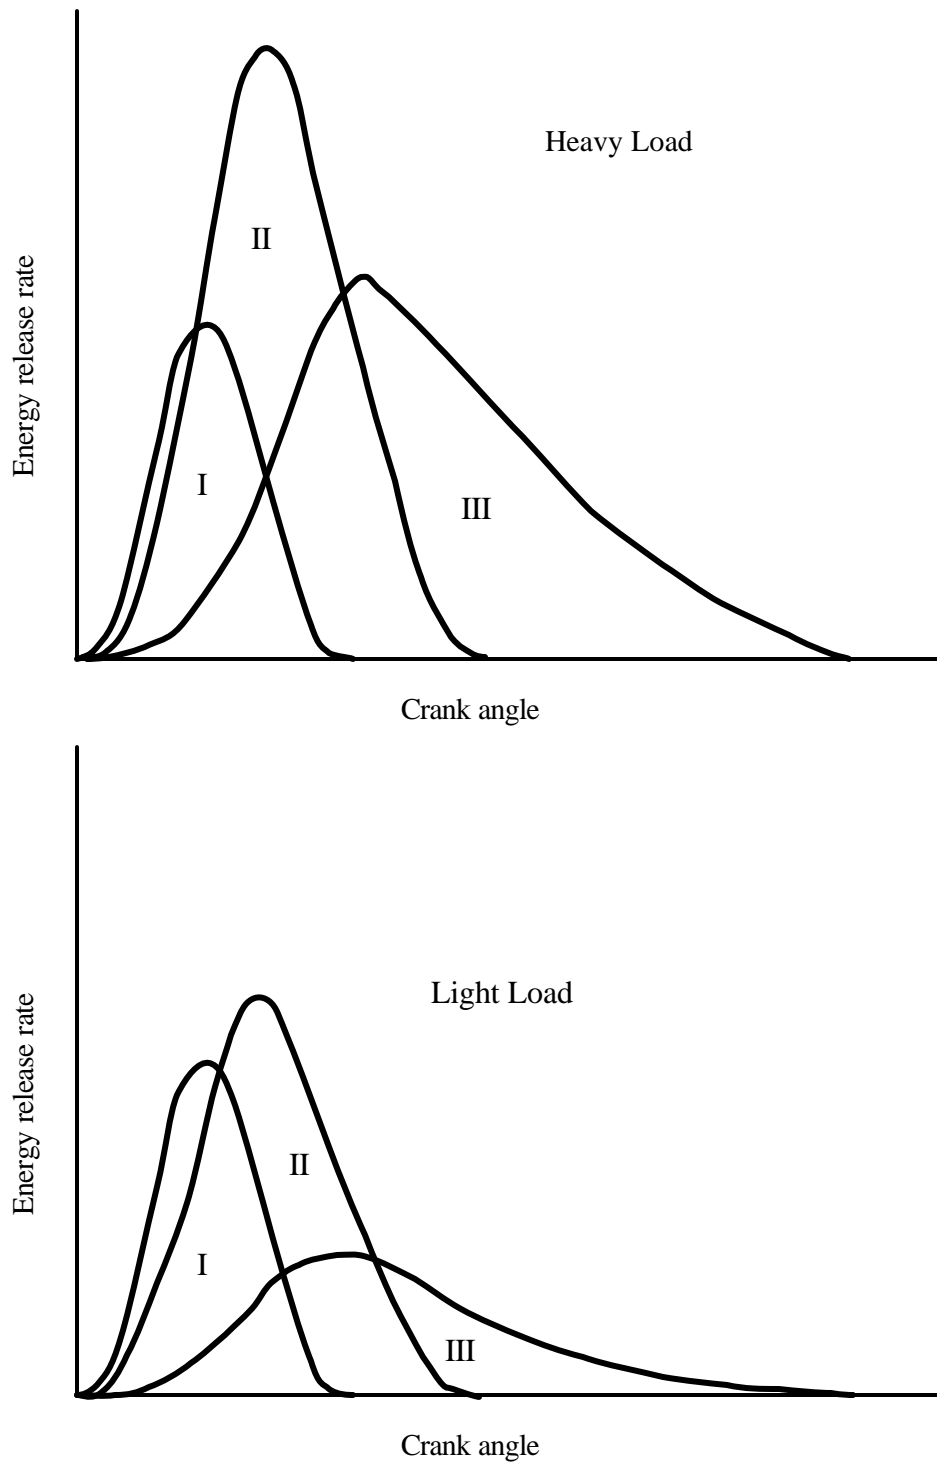 Heavy Load
II
Energy release rate
I
III
Crank angle
Light Load
Energy release rate
II
I
III
Crank angle